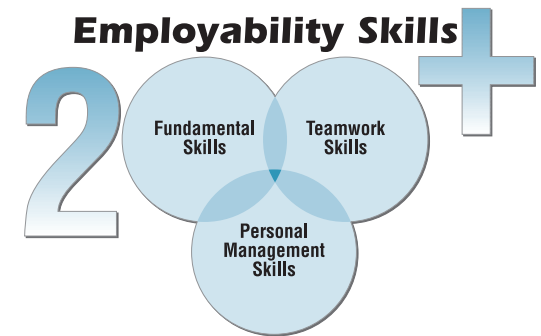 Employability Skills
2
+
Fundamental
Skills
Teamwork
Skills
Personal
Management
Skills